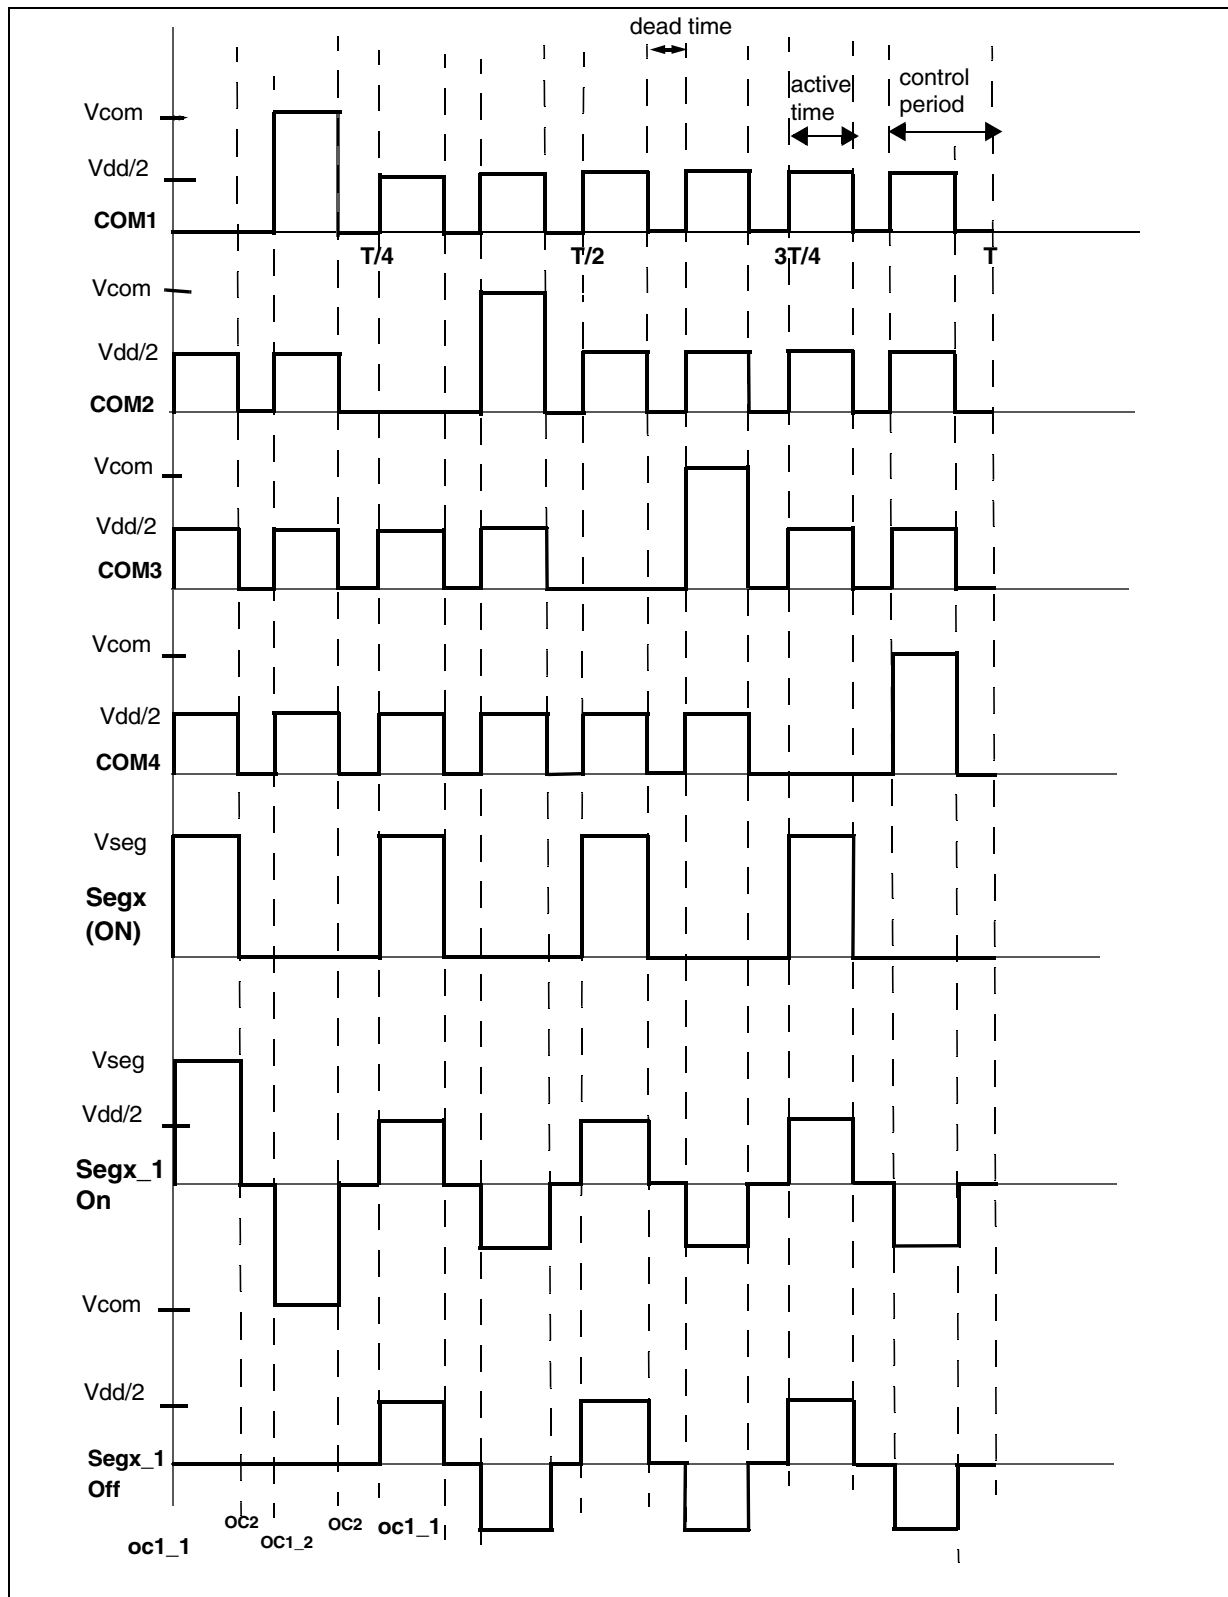 dead time
active
time
control
period
Vcom
Vdd/2
COM1
T/4
T/2
3T/4
T
Vcom
Vdd/2
COM2
Vcom
Vdd/2
COM3
Vcom
Vdd/2
COM4
Vseg
Segx
(ON)
Vseg
Vdd/2
Segx_1
On
Vcom
Vdd/2
Segx_1
Off
oc1_1
OC2
OC1_2
OC2
oc1_1